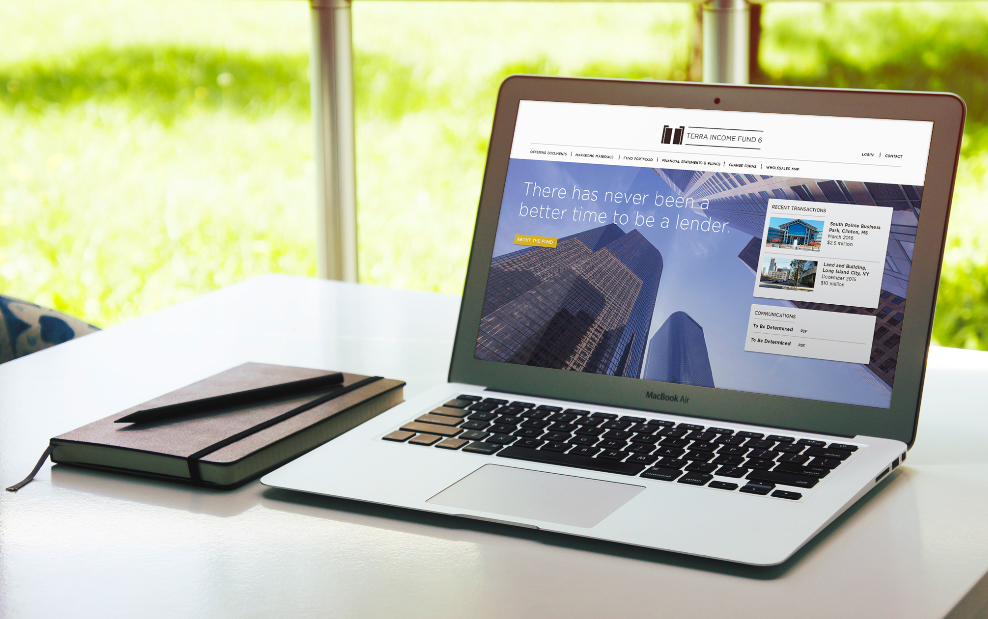 TERRA INCOME FUND 6
LOGIN | CONTACT
OFFERING DOCUMENTS | MARKETING MATERIALS | FUND PORTFOLIO | FINANCIAL STATEMENTS & FILINGS | CHANGE FORMS | WHOLESALER MAP
There has never been a
better time to be a lender.
ABOUT THE FUND
RECENT TRANSACTIONS
South Pointe Business
Park, Clinton, MS
March 2016
$2.5 million
Land and Building,
Long Island City, NY
December 2015
$10 million
COMMUNICATIONS
To Be Determined PDF
To Be Determined PDF
MacBook Air